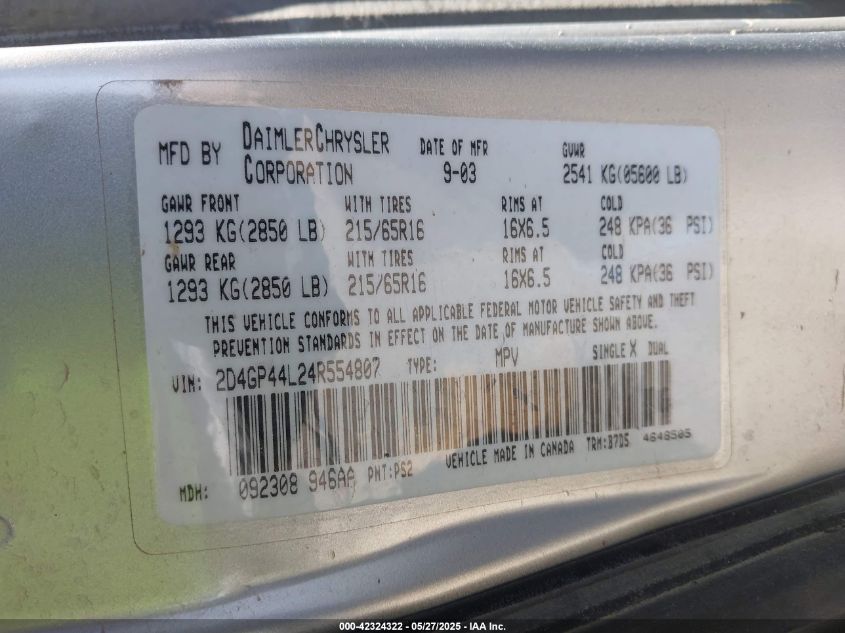 MFD BY DAIMLERCHRYSLER CORPORATION DATE OF MFR 9-03 GVWR 2541 KG(05600 LB)
GAWR FRONT WITH TIRES RIMS AT COLD
1293 KG(2850 LB) 215/65R16 16X6.5 248 KPA(36 PSI)
GAWR REAR WITH TIRES RIMS AT COLD
1293 KG(2850 LB) 215/65R16 16X6.5 248 KPA(36 PSI)
THIS VEHICLE CONFORMS TO ALL APPLICABLE FEDERAL MOTOR VEHICLE SAFETY AND THEFT
PREVENTION STANDARDS IN EFFECT ON THE DATE OF MANUFACTURE SHOWN ABOVE.
VIN: 2D4GP44L24R554807 TYPE: MPV SINGLE X DUAL
MDH: 092308 946AA PNT:PS2 VEHICLE MADE IN CANADA TRM:B7D5 4648505
000-42324322 - 05/27/2025 - IAA Inc.